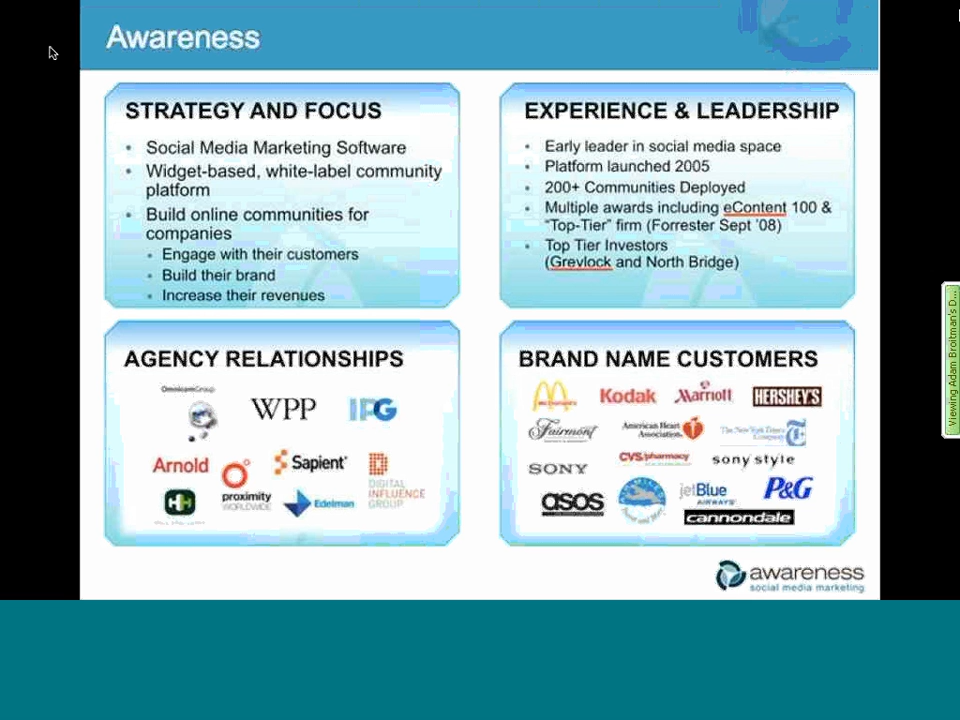 Awareness
STRATEGY AND FOCUS
• Social Media Marketing Software
• Widget-based, white-label community
platform
• Build online communities for
companies
• Engage with their customers
• Build their brand
• Increase their revenues
EXPERIENCE & LEADERSHIP
• Early leader in social media space
• Platform launched 2005
• 200+ Communities Deployed
• Multiple awards including eContent 100 &
"Top-Tier" firm (Forrester Sept '08)
• Top Tier Investors
(Greylock and North Bridge)
AGENCY RELATIONSHIPS
OmnicomGroup
WPP
IPG
Arnold
Sapient
proximity
WORLDWIDE
Edelman
DIGITAL
INFLUENCE
GROUP
BRAND NAME CUSTOMERS
McDonald's
Kodak
Marriott
HERSHEY'S
Fairmont
American Heart
Association
The New York Times
Company
SONY
CVS/pharmacy
sony style
asos
jetBlue
AIRWAYS
P&G
cannondale
awareness
social media marketing
Viewing Adam Broitman's D...